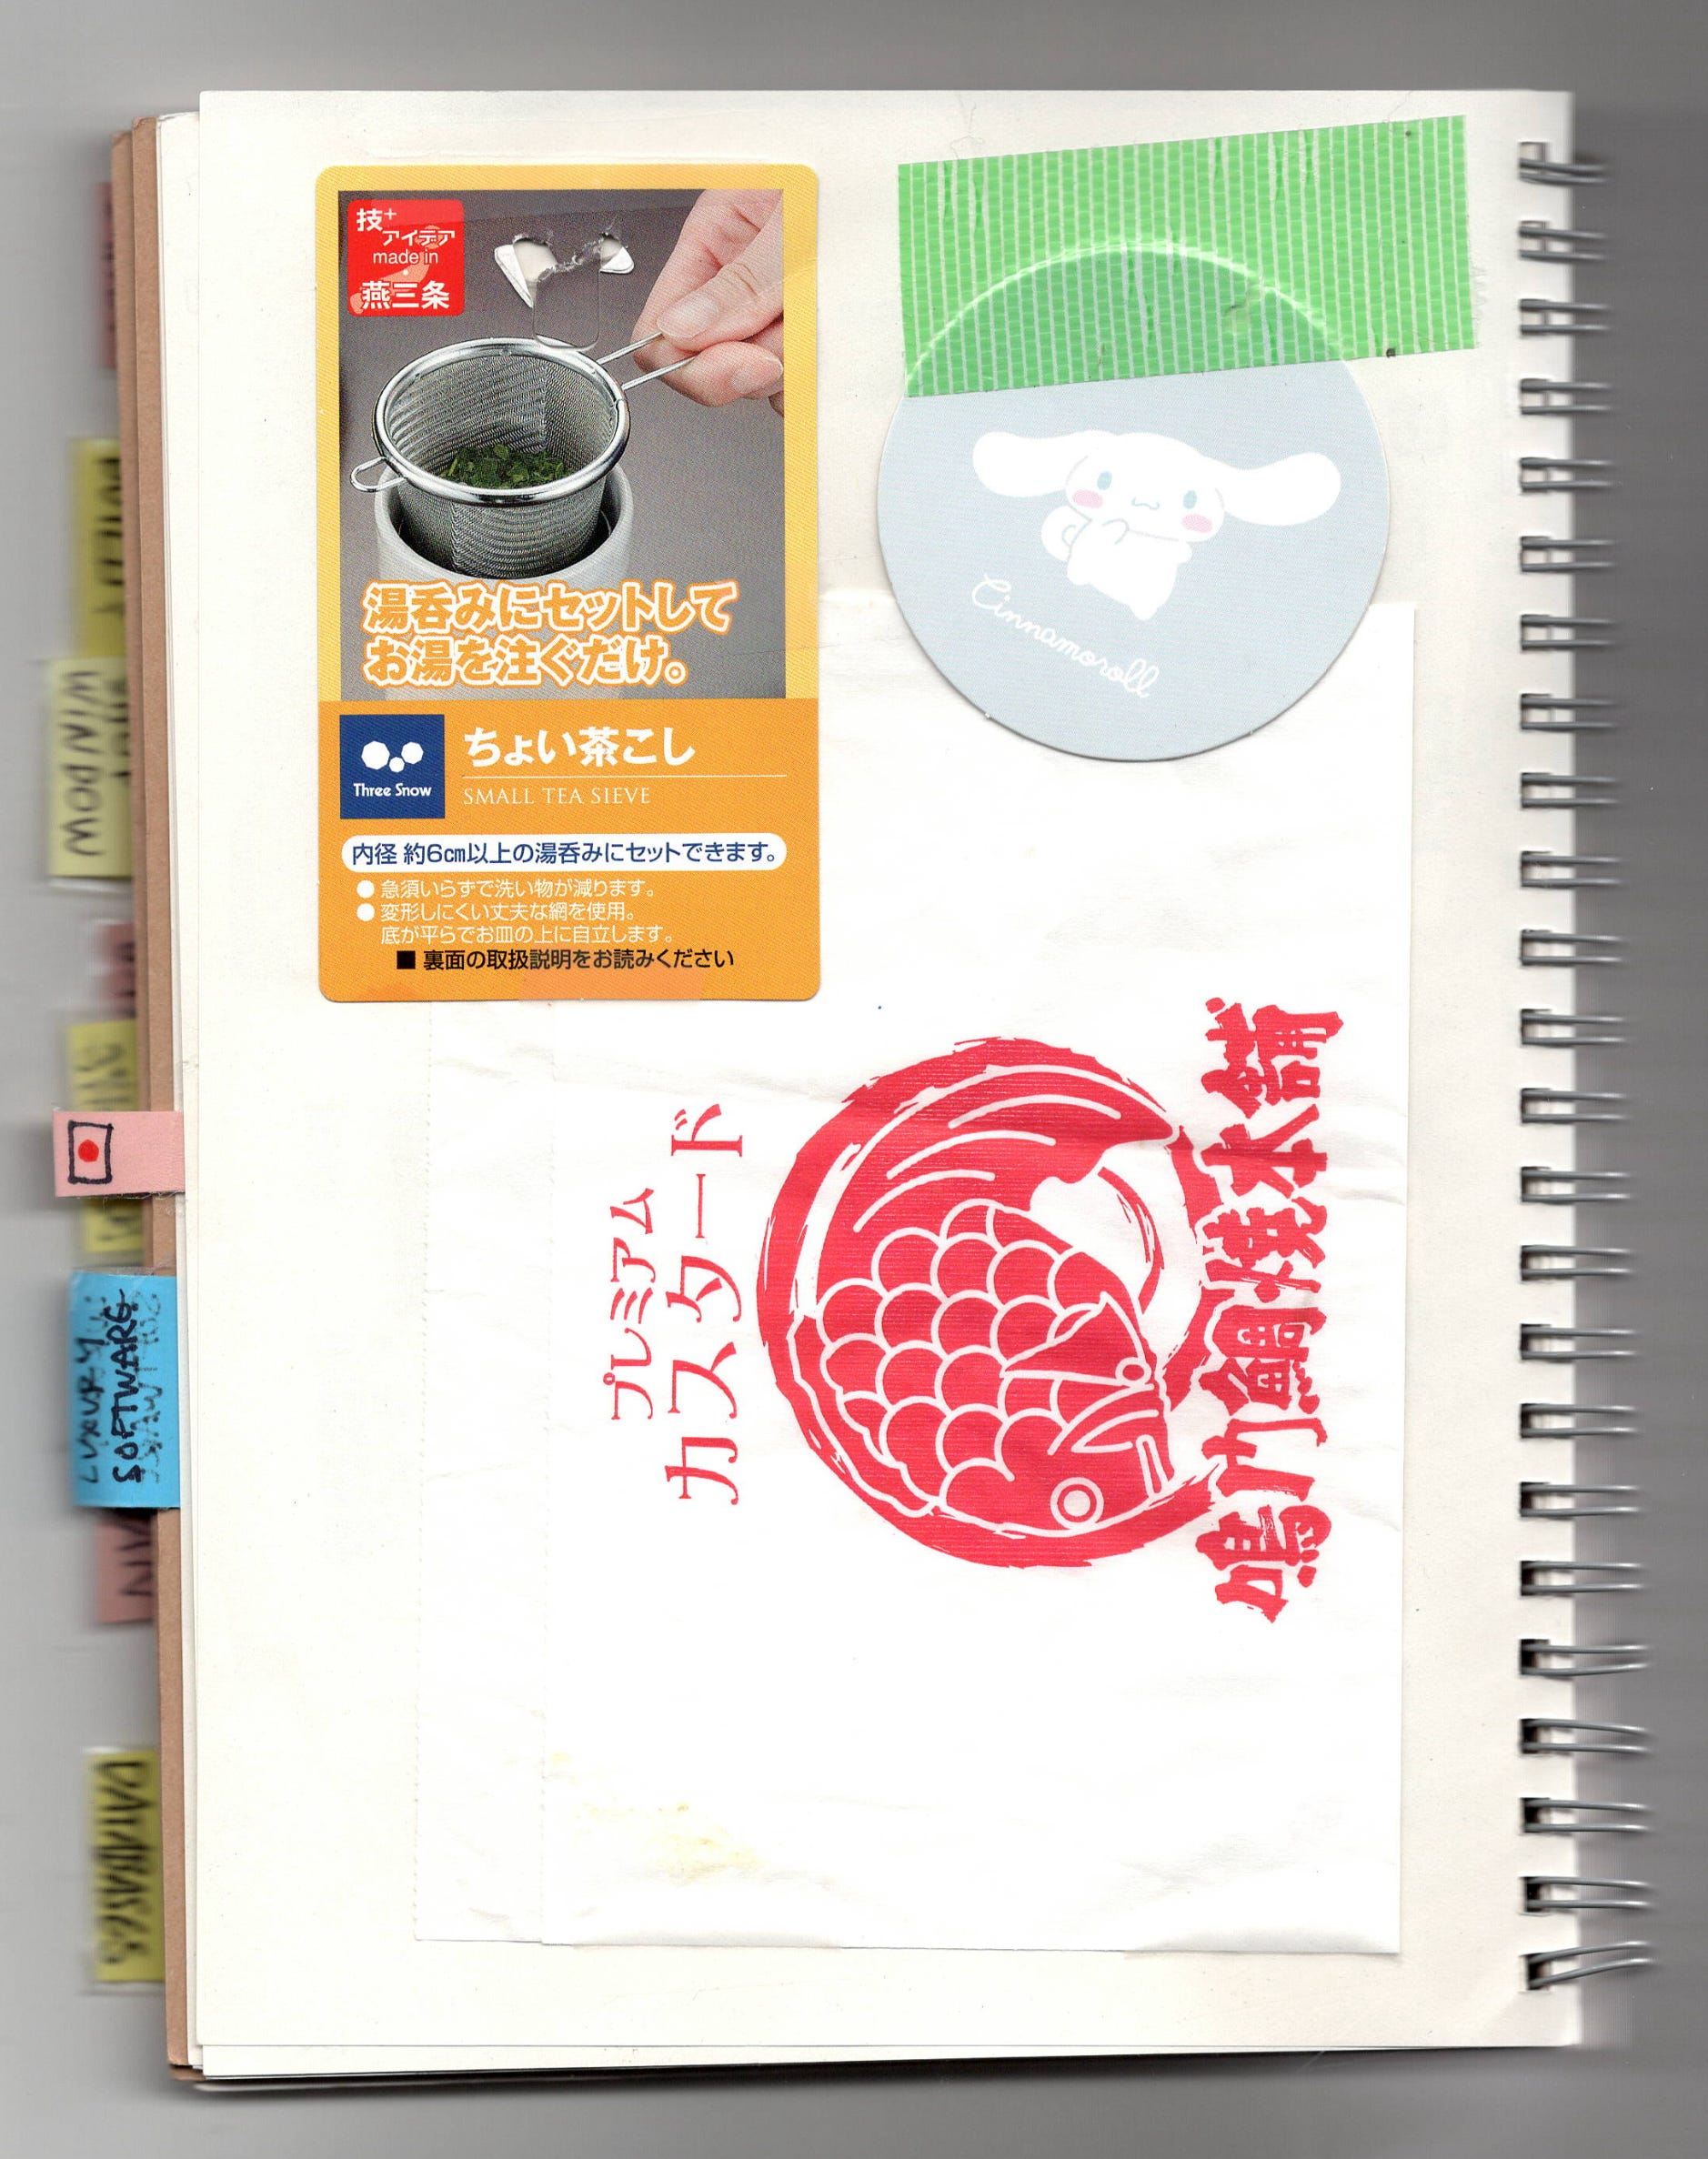 技+
アイデア
made in
燕三条
湯呑みにセットして
お湯を注ぐだけ。
Three Snow
ちょい茶こし
SMALL TEA SIEVE
内径 約6cm以上の湯呑みにセットできます。
● 急須いらずで洗い物が減ります。
● 変形しにくい丈夫な網を使用。
底が平らでお皿の上に自立します。
■ 裏面の取扱説明をお読みください
Cinnamoroll
鳴門鯛焼本舗
プレミアム
カスタード
WINDOW
LUXURY
SOFTWARE
DATABASES